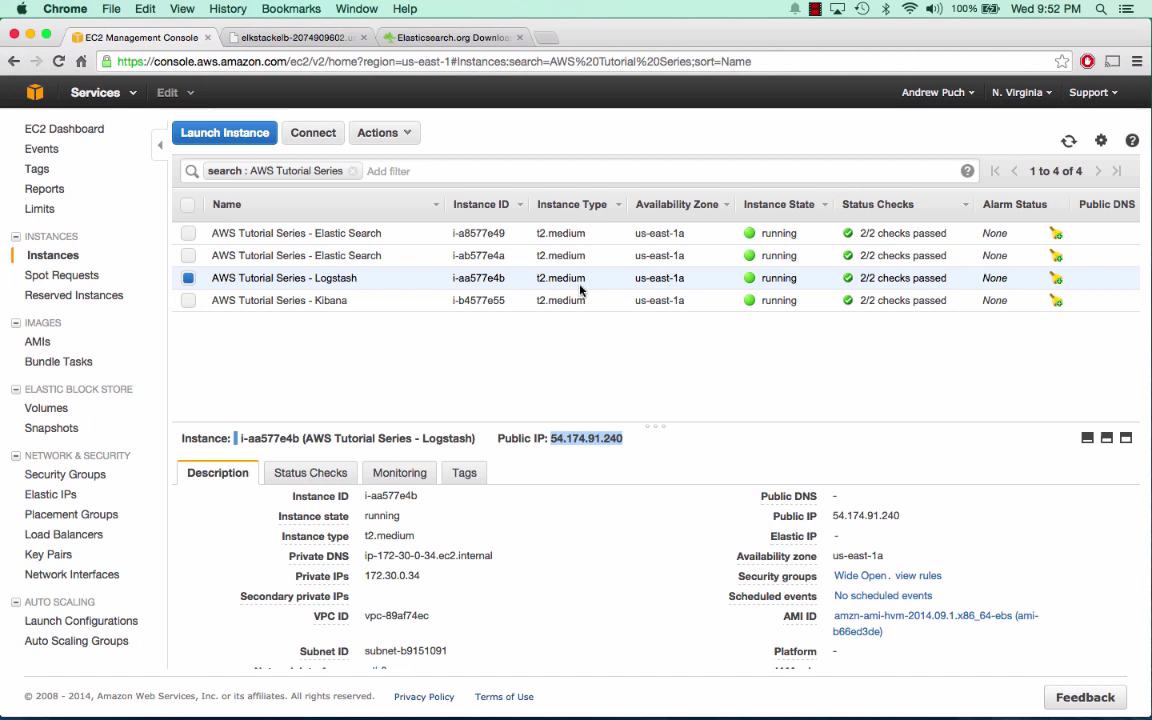 Chrome File Edit View History Bookmarks Window Help 100% Wed 9:52 PM
EC2 Management Console × elkstackelb-2074909602.u × Elasticsearch.org Downloa ×
https://console.aws.amazon.com/ec2/v2/home?region=us-east-1#Instances:search=AWS%20Tutorial%20Series;sort=Name
Services Edit Andrew Puch N. Virginia Support
EC2 Dashboard
Events
Tags
Reports
Limits
INSTANCES
Instances
Spot Requests
Reserved Instances
IMAGES
AMIs
Bundle Tasks
ELASTIC BLOCK STORE
Volumes
Snapshots
NETWORK & SECURITY
Security Groups
Elastic IPs
Placement Groups
Load Balancers
Key Pairs
Network Interfaces
AUTO SCALING
Launch Configurations
Auto Scaling Groups
Launch Instance Connect Actions
search : AWS Tutorial Series Add filter 1 to 4 of 4
Name Instance ID Instance Type Availability Zone Instance State Status Checks Alarm Status Public DNS
AWS Tutorial Series - Elastic Search i-a8577e49 t2.medium us-east-1a running 2/2 checks passed None
AWS Tutorial Series - Elastic Search i-ab577e4a t2.medium us-east-1a running 2/2 checks passed None
AWS Tutorial Series - Logstash i-aa577e4b t2.medium us-east-1a running 2/2 checks passed None
AWS Tutorial Series - Kibana i-b4577e55 t2.medium us-east-1a running 2/2 checks passed None
Instance: i-aa577e4b (AWS Tutorial Series - Logstash) Public IP: 54.174.91.240
Description Status Checks Monitoring Tags
Instance ID i-aa577e4b Public DNS -
Instance state running Public IP 54.174.91.240
Instance type t2.medium Elastic IP -
Private DNS ip-172-30-0-34.ec2.internal Availability zone us-east-1a
Private IPs 172.30.0.34 Security groups Wide Open . view rules
Secondary private IPs Scheduled events No scheduled events
VPC ID vpc-89af74ec AMI ID amzn-ami-hvm-2014.09.1.x86_64-ebs (ami-
b66ed3de)
Subnet ID subnet-b9151091 Platform -
© 2008 - 2014, Amazon Web Services, Inc. or its affiliates. All rights reserved. Privacy Policy Terms of Use Feedback